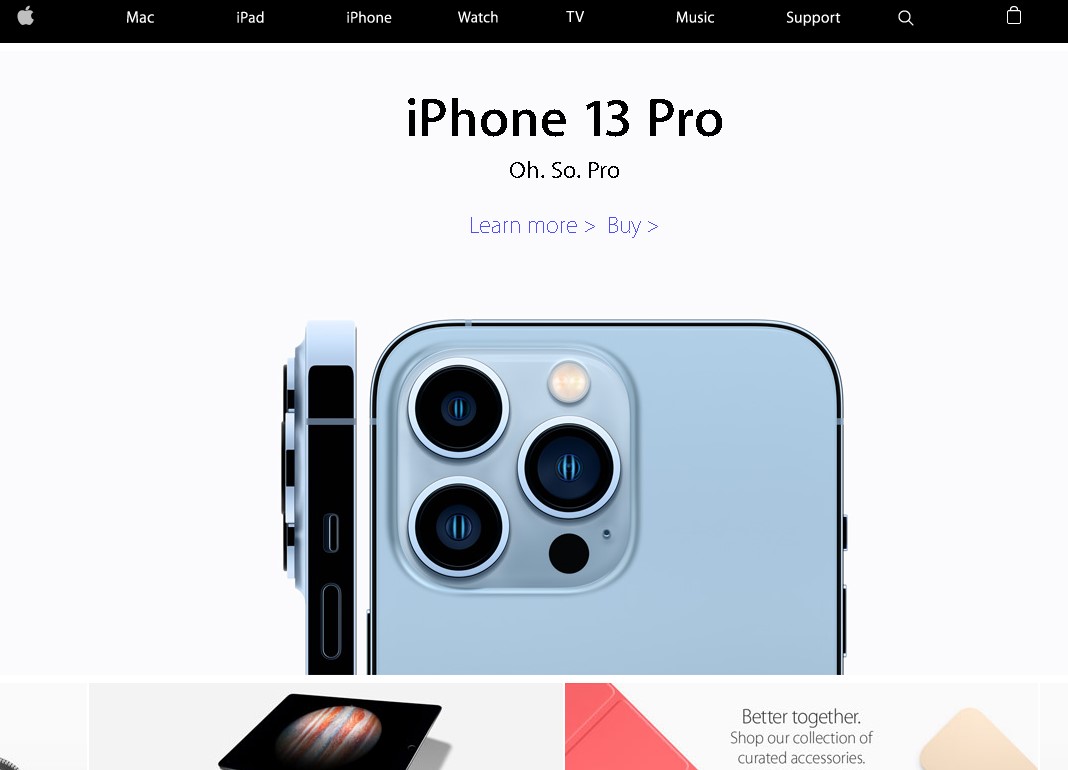 Mac iPad iPhone Watch TV Music Support
iPhone 13 Pro
Oh. So. Pro
Learn more > Buy >
Better together.
Shop our collection of
curated accessories.